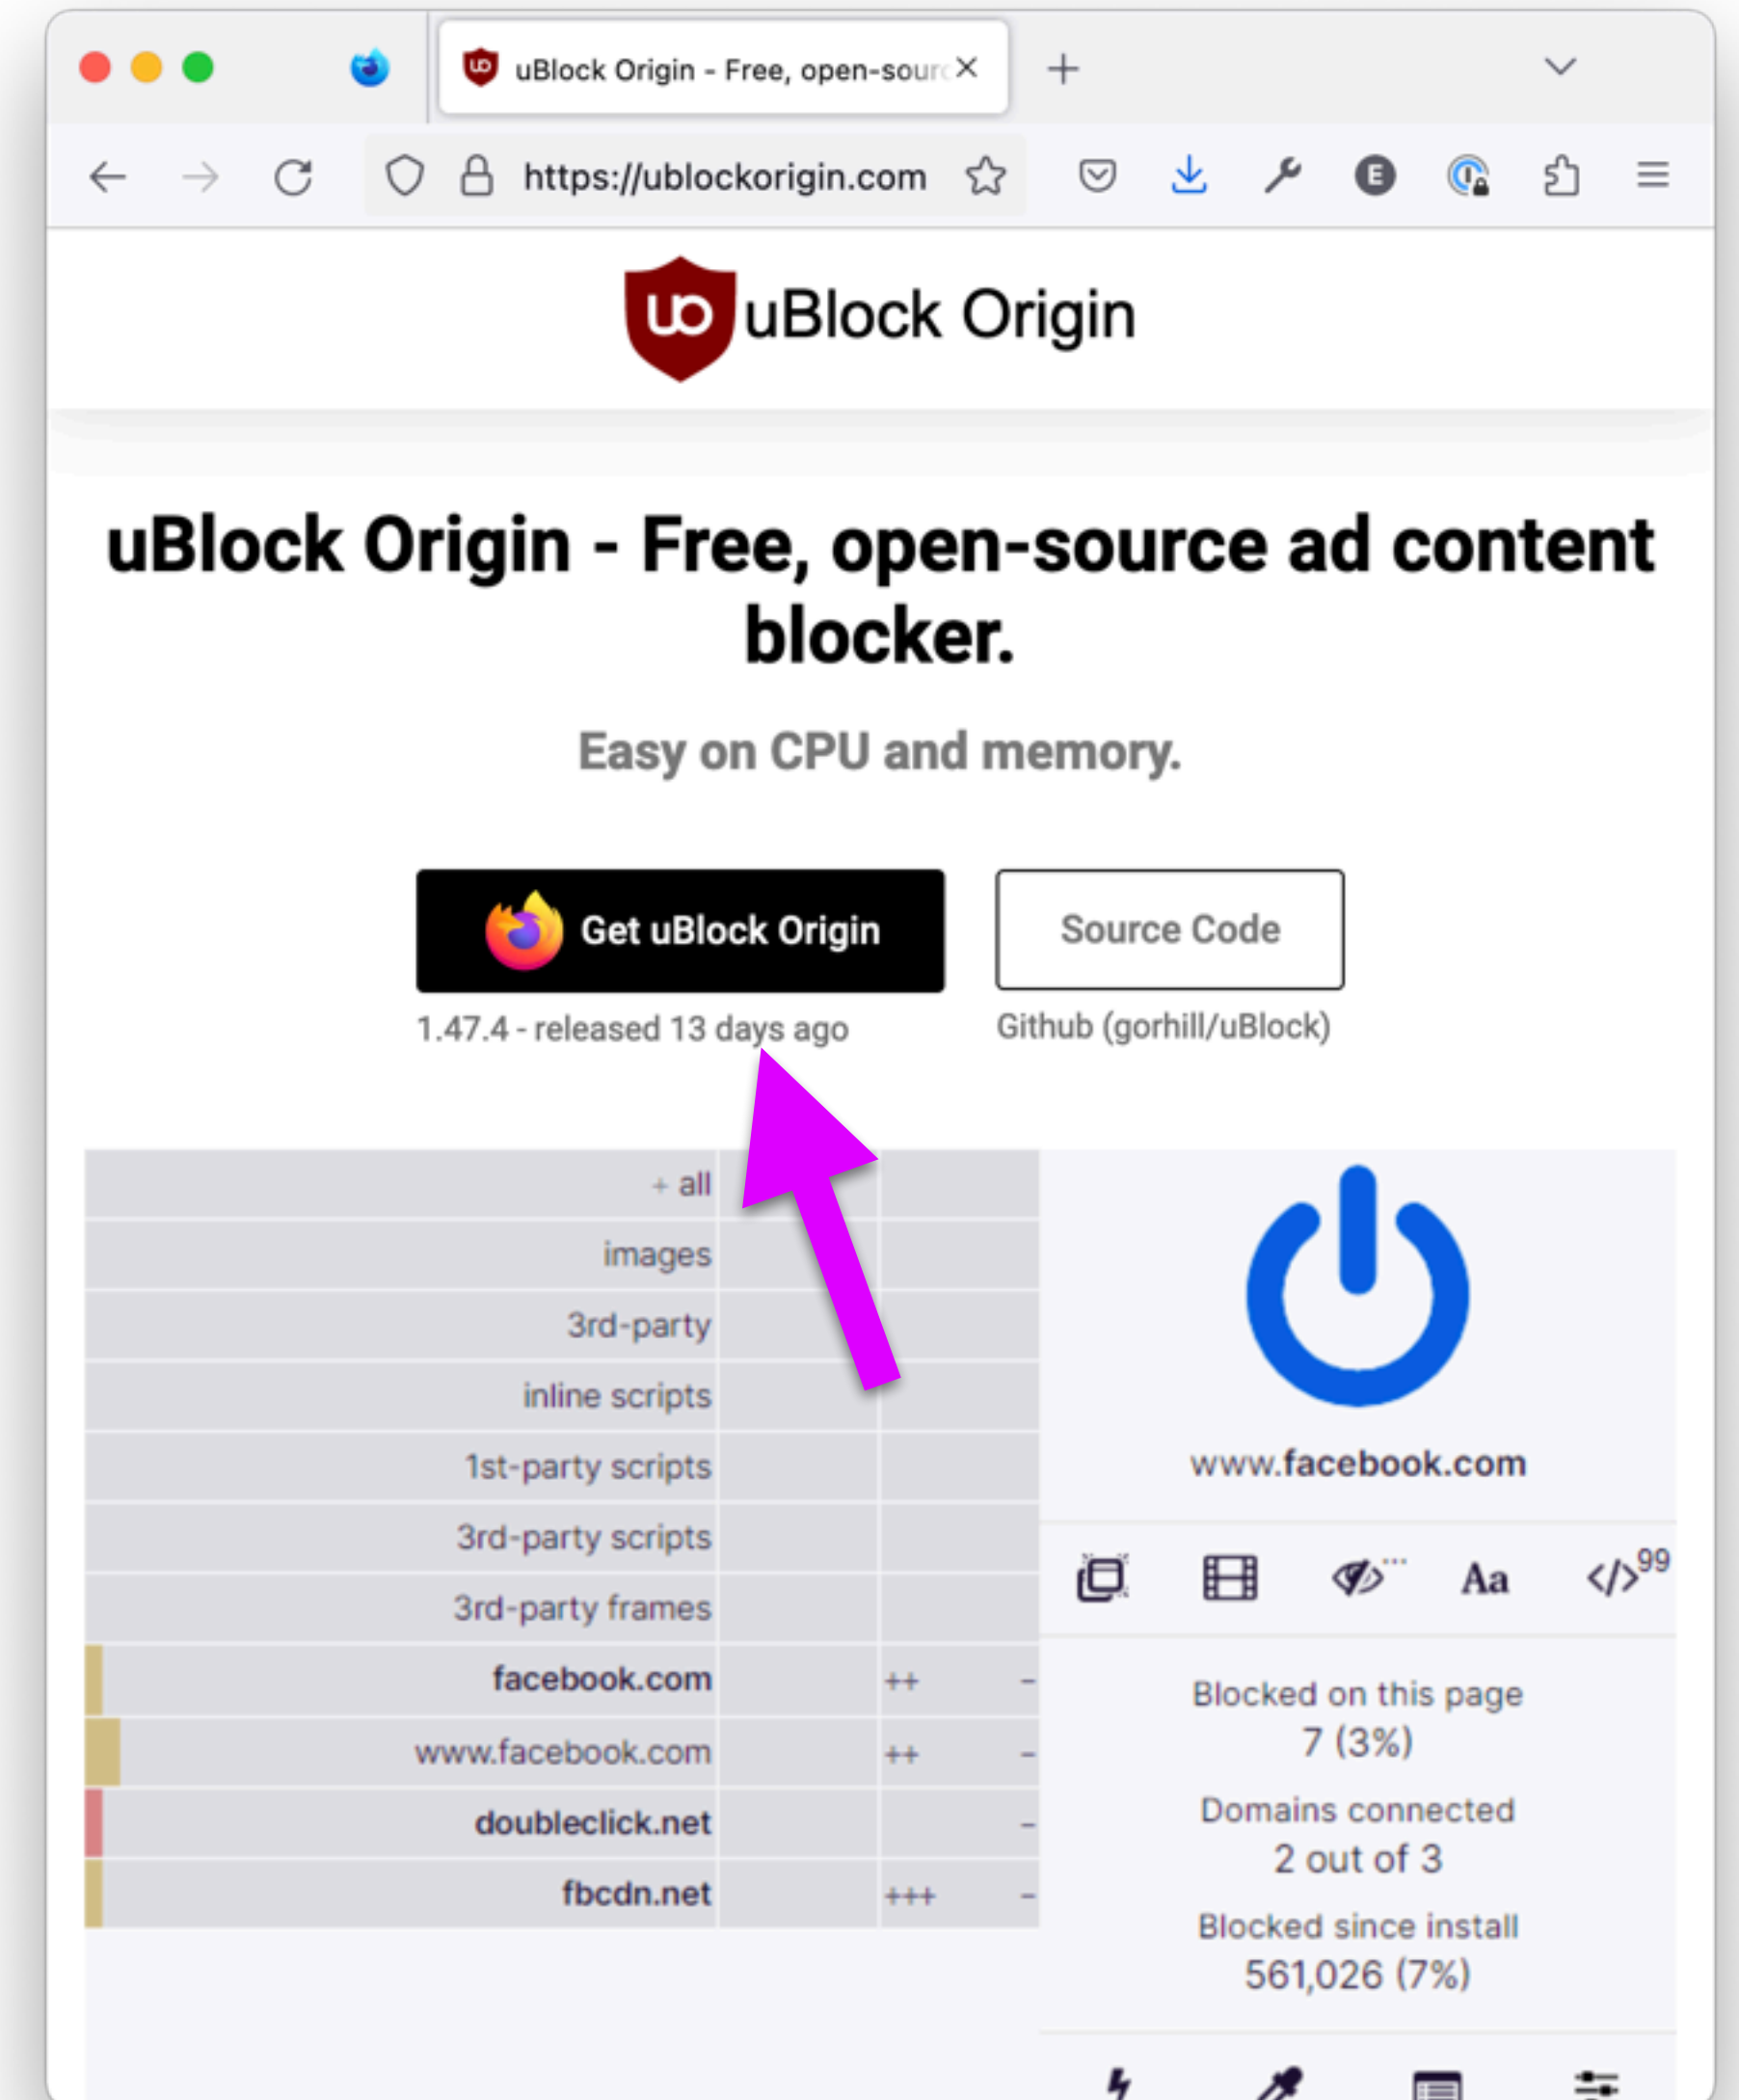 uBlock Origin - Free, open-sourc
https://ublockorigin.com
E
uo uBlock Origin
uBlock Origin - Free, open-source ad content
blocker.
Easy on CPU and memory.
Get uBlock Origin
Source Code
1.47.4 - released 13 days ago
Github (gorhill/uBlock)
+ all
images
3rd-party
inline scripts
1st-party scripts
3rd-party scripts
3rd-party frames
facebook.com ++ –
www.facebook.com ++ –
doubleclick.net –
fbcdn.net +++ –
www.facebook.com
Aa </>99
Blocked on this page
7 (3%)
Domains connected
2 out of 3
Blocked since install
561,026 (7%)